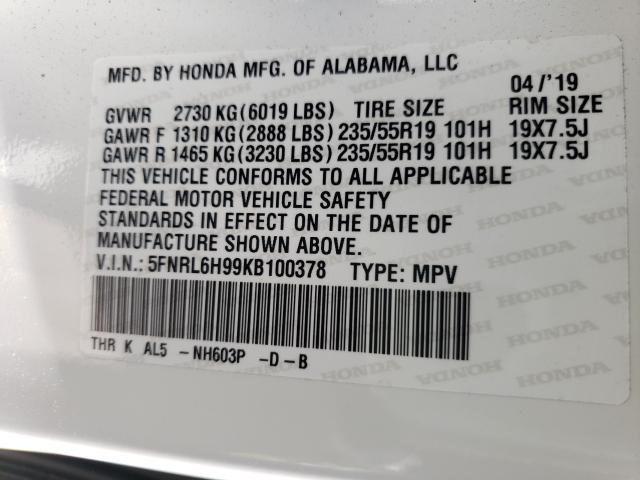 MFD. BY HONDA MFG. OF ALABAMA, LLC 04/'19
GVWR 2730 KG(6019 LBS) TIRE SIZE RIM SIZE
GAWR F 1310 KG(2888 LBS) 235/55R19 101H 19X7.5J
GAWR R 1465 KG(3230 LBS) 235/55R19 101H 19X7.5J
THIS VEHICLE CONFORMS TO ALL APPLICABLE
FEDERAL MOTOR VEHICLE SAFETY
STANDARDS IN EFFECT ON THE DATE OF
MANUFACTURE SHOWN ABOVE.
V.I.N.: 5FNRL6H99KB100378 TYPE: MPV
THR K AL5 -NH603P -D-B